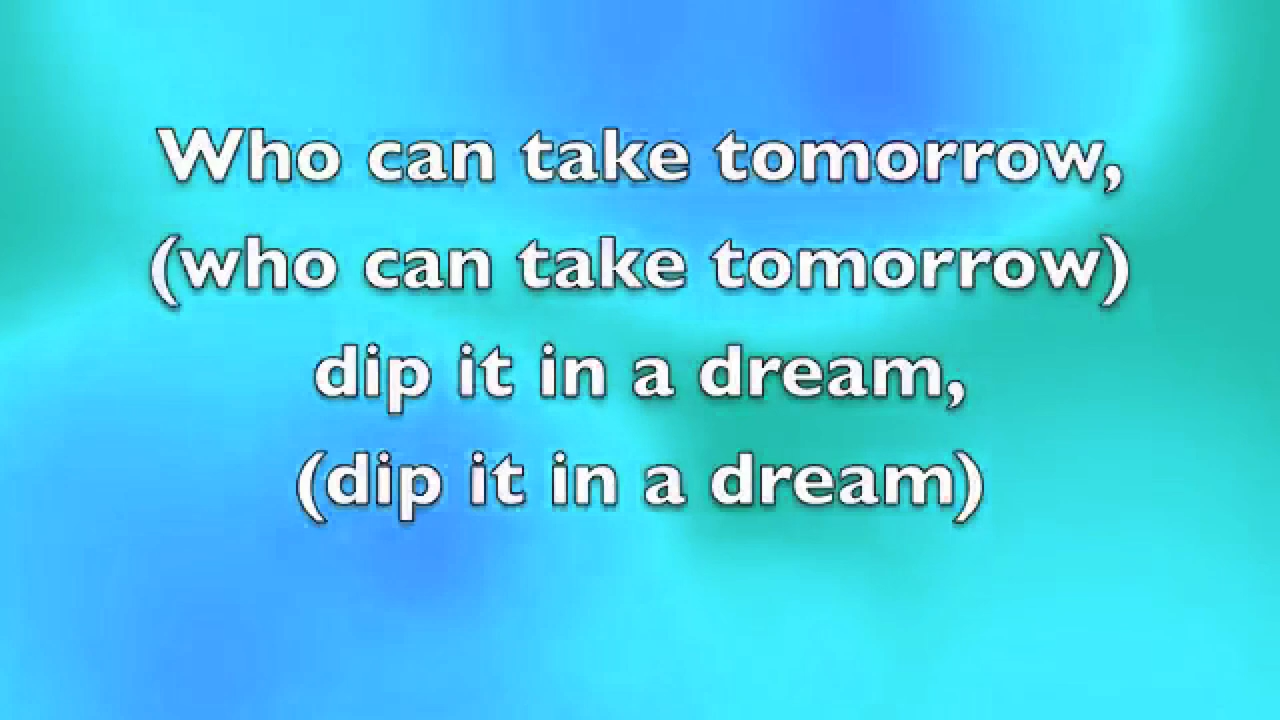 Who can take tomorrow,
(who can take tomorrow)
dip it in a dream,
(dip it in a dream)